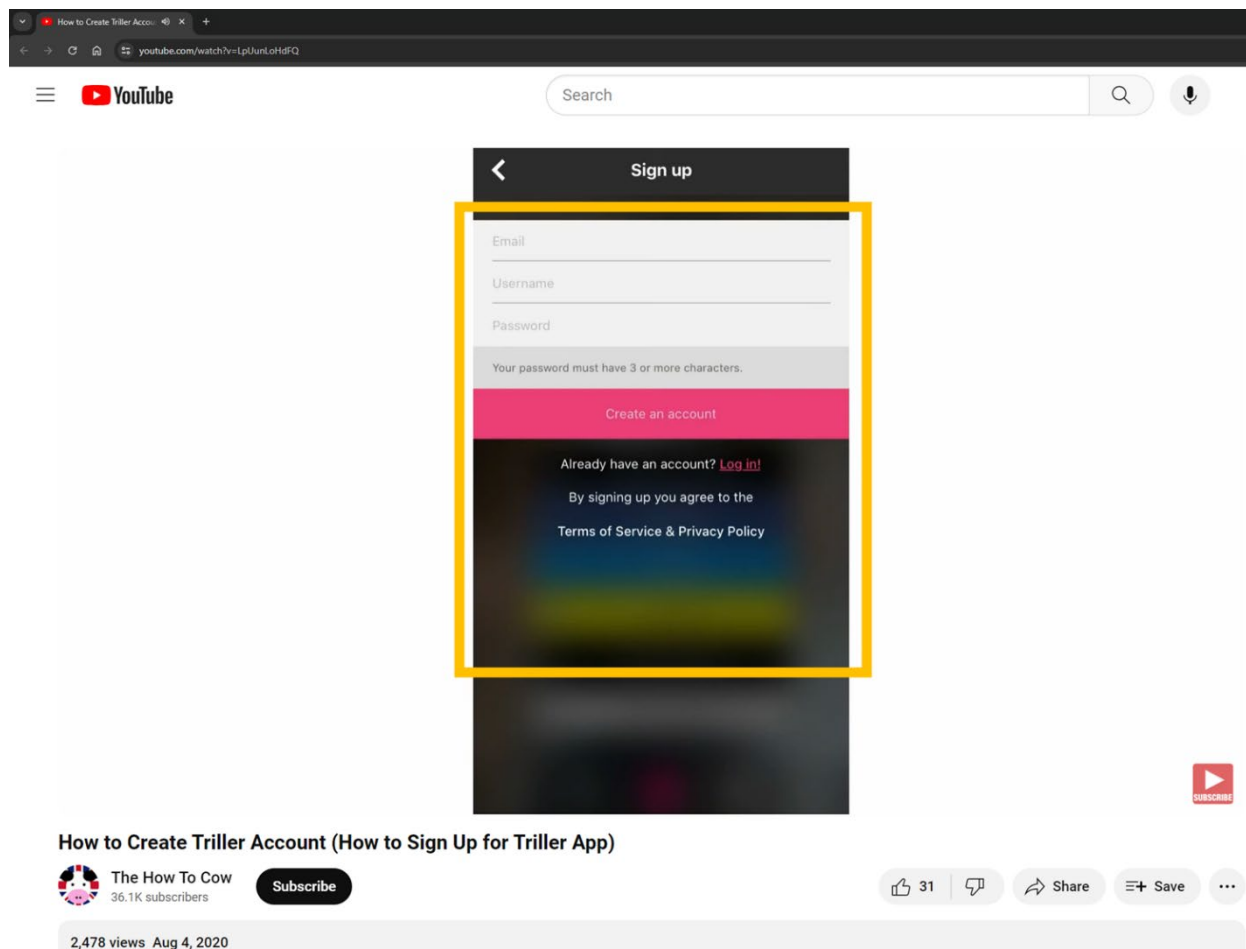 How to Create Triller Accou
youtube.com/watch?v=LpUunLoHdFQ
YouTube
Search
Sign up
Email
Username
Password
Your password must have 3 or more characters.
Create an account
Already have an account? Log in!
By signing up you agree to the
Terms of Service & Privacy Policy
SUBSCRIBE
How to Create Triller Account (How to Sign Up for Triller App)
The How To Cow
36.1K subscribers
Subscribe
31
Share
Save
2,478 views Aug 4, 2020